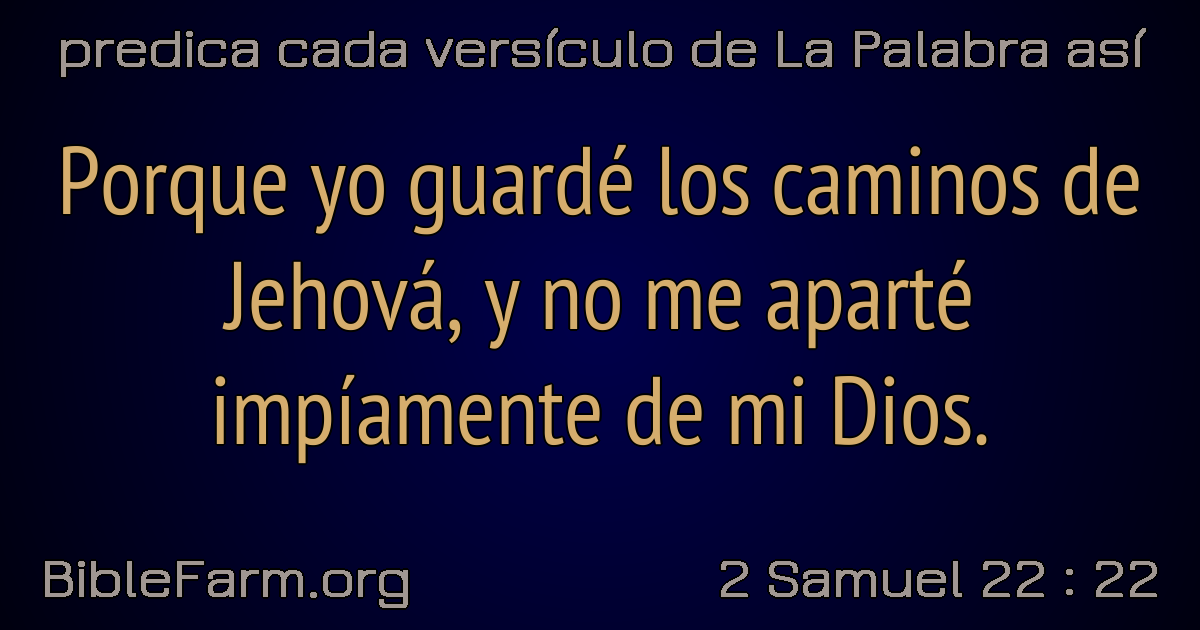 predica cada versículo de La Palabra así
Porque yo guardé los caminos de
Jehová, y no me aparté
impíamente de mi Dios.
BibleFarm.org
2 Samuel 22 : 22